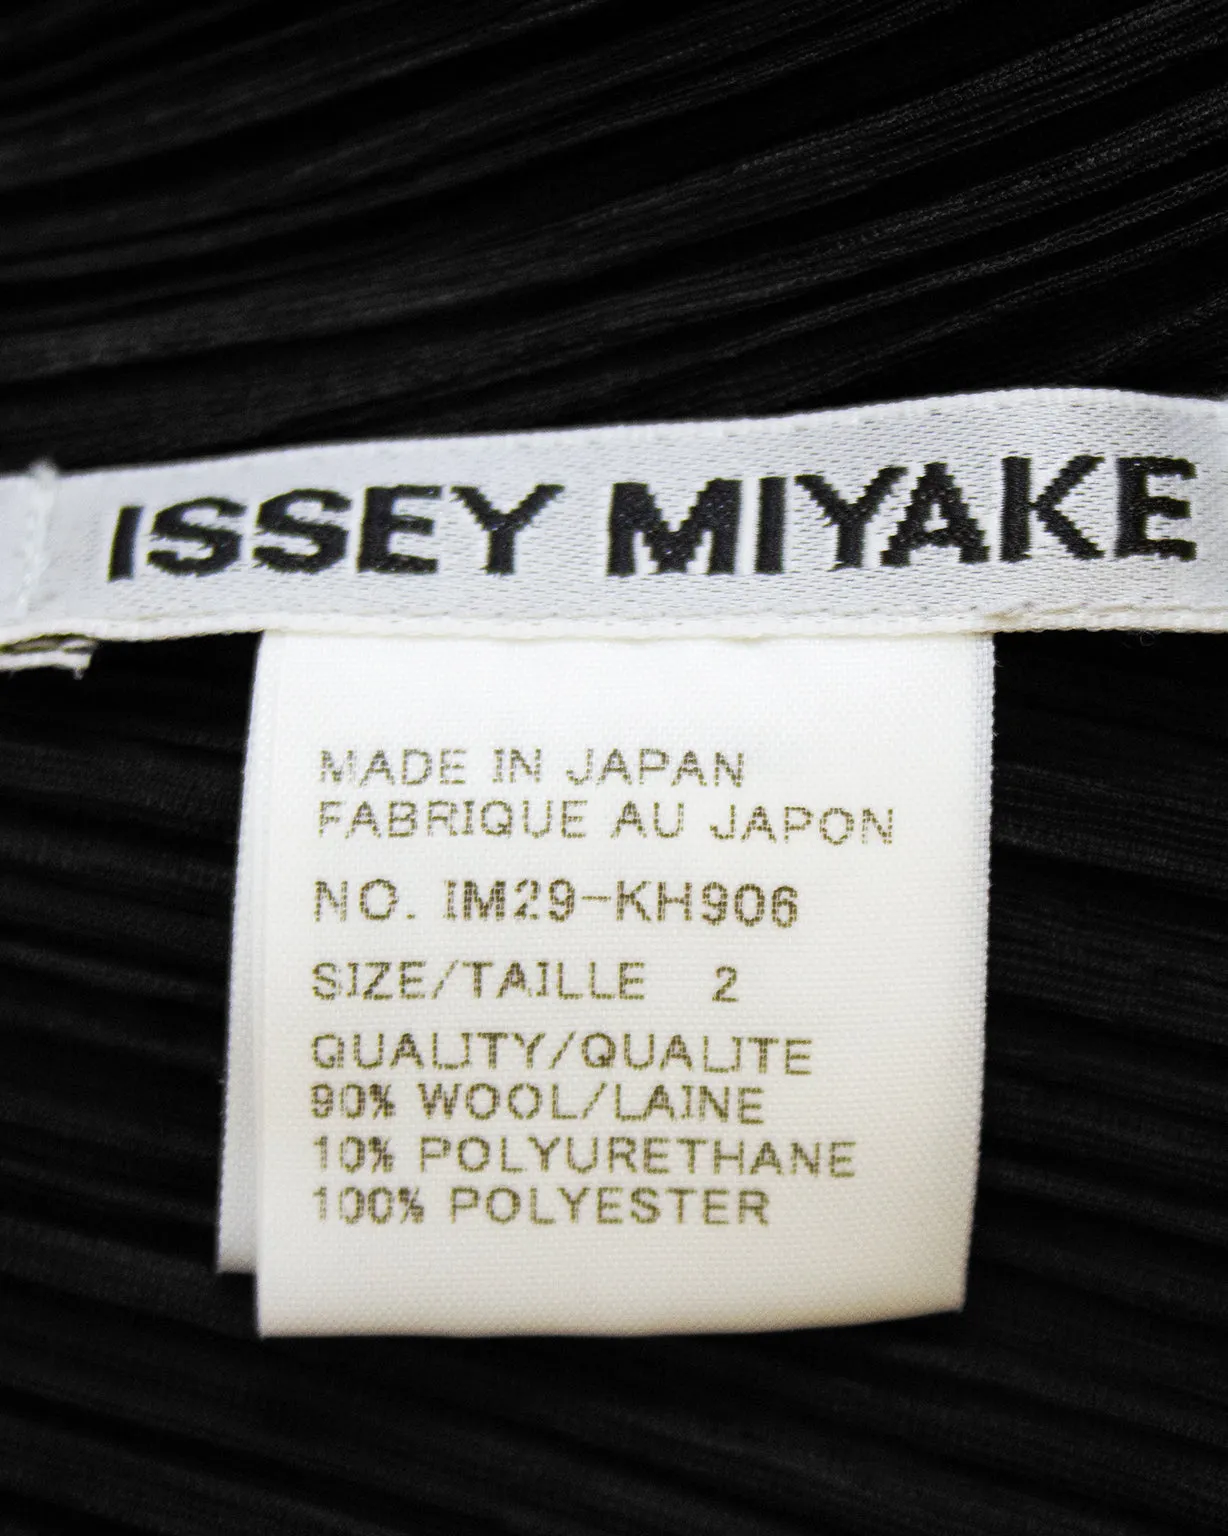 ISSEY MIYAKE
MADE IN JAPAN
FABRIQUE AU JAPON
NO. IM29-KH906
SIZE/TAILLE 2
QUALITY/QUALITE
90% WOOL/LAINE
10% POLYURETHANE
100% POLYESTER